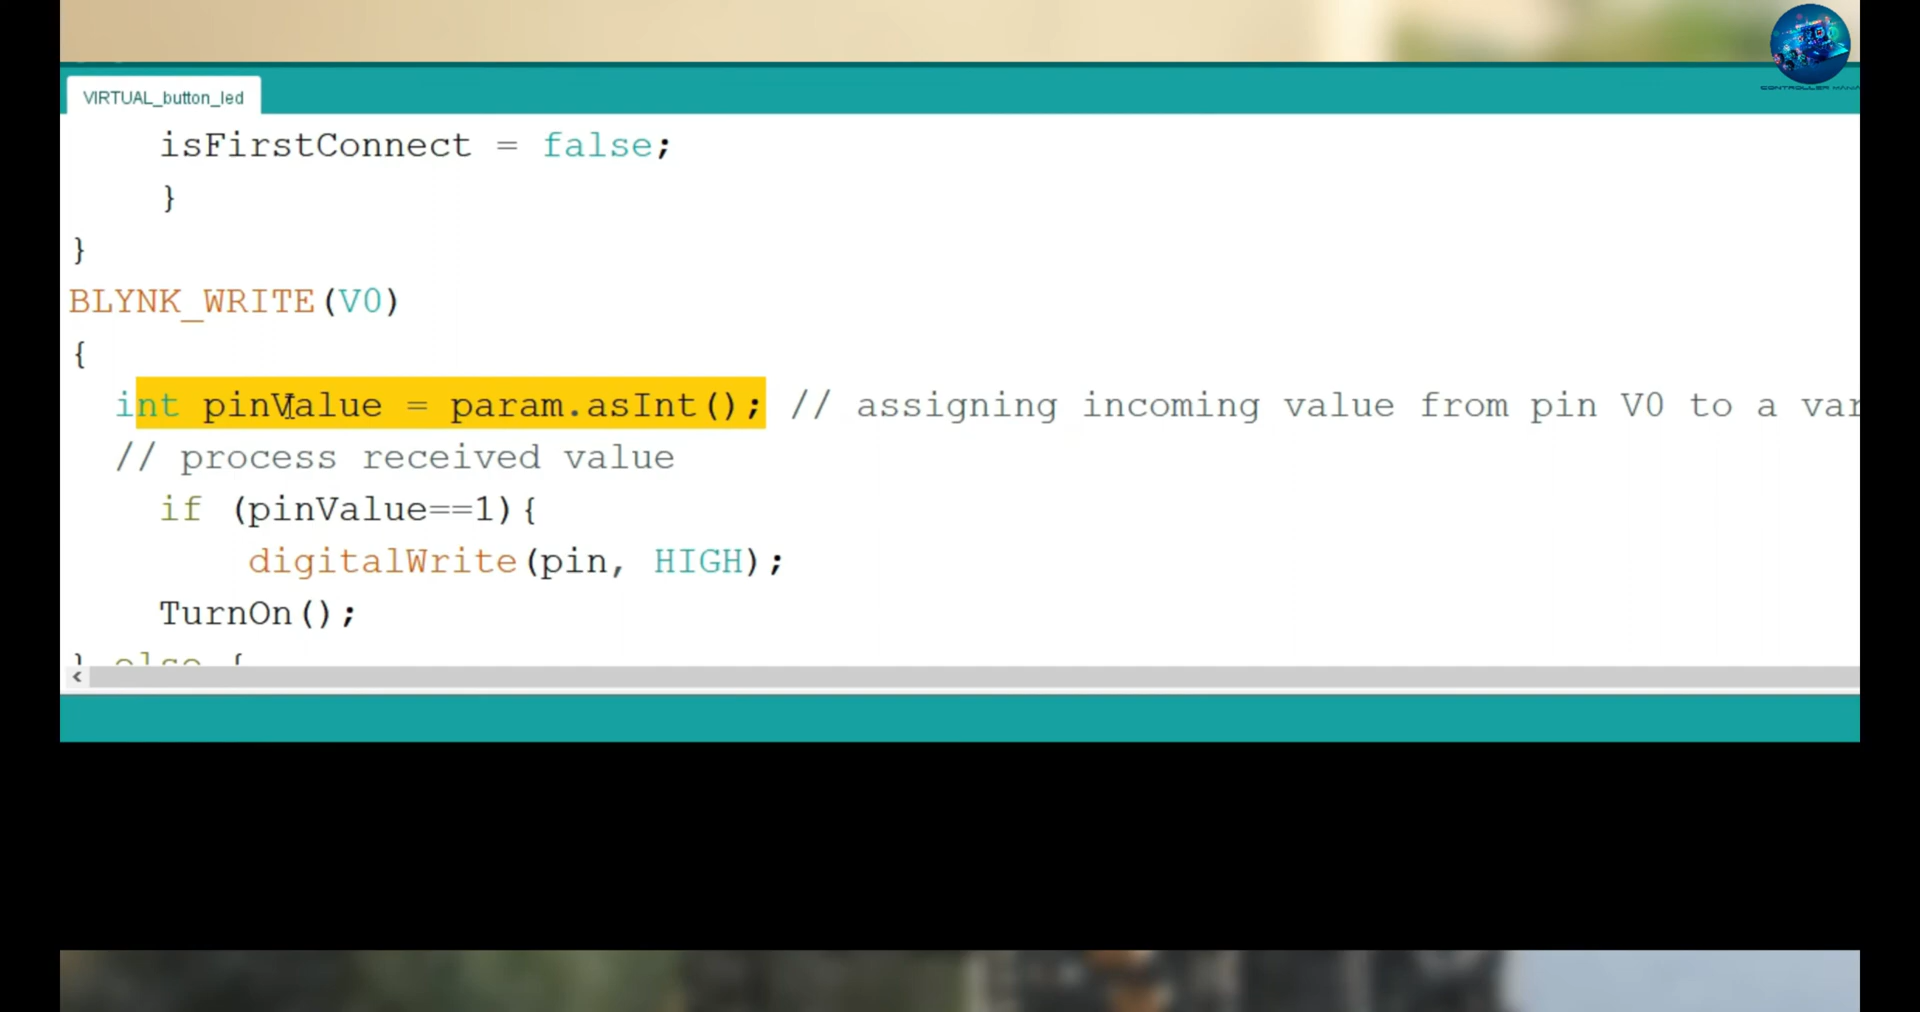 VIRTUAL_button_led
isFirstConnect = false;
}
}
BLYNK_WRITE(V0)
{
int pinValue = param.asInt(); // assigning incoming value from pin V0 to a var
// process received value
if (pinValue==1){
digitalWrite(pin, HIGH);
TurnOn();
} else {